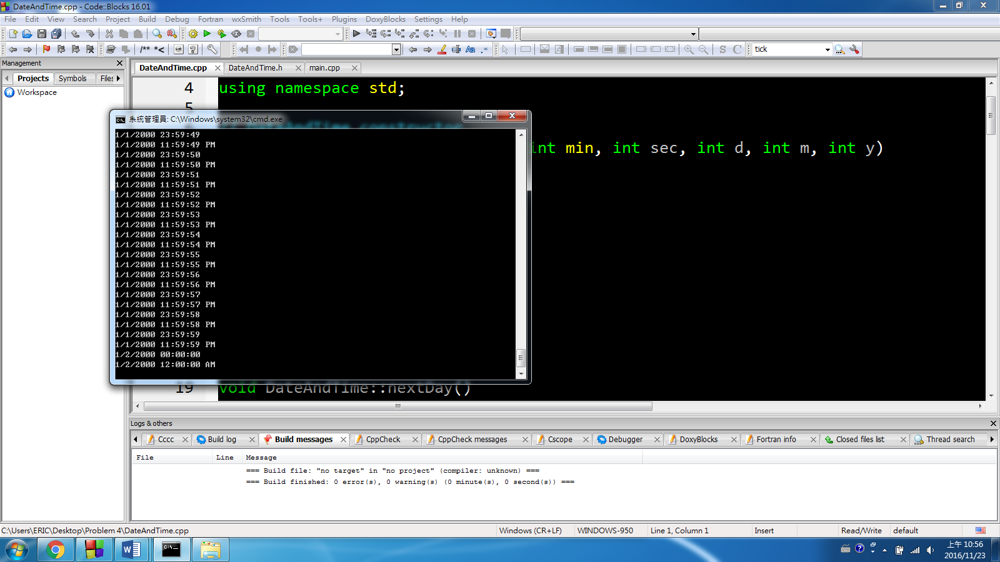 DateAndTime.cpp - Code::Blocks 16.01
File Edit View Search Project Build Debug Fortran wxSmith Tools Tools+ Plugins DoxyBlocks Settings Help
/** *<
tick
Management
Projects Symbols Files
Workspace
DateAndTime.cpp DateAndTime.h main.cpp
4 using namespace std;
5
int min, int sec, int d, int m, int y)
系統管理員: C:\Windows\system32\cmd.exe
1/1/2000 23:59:49
1/1/2000 11:59:49 PM
1/1/2000 23:59:50
1/1/2000 11:59:50 PM
1/1/2000 23:59:51
1/1/2000 11:59:51 PM
1/1/2000 23:59:52
1/1/2000 11:59:52 PM
1/1/2000 23:59:53
1/1/2000 11:59:53 PM
1/1/2000 23:59:54
1/1/2000 11:59:54 PM
1/1/2000 23:59:55
1/1/2000 11:59:55 PM
1/1/2000 23:59:56
1/1/2000 11:59:56 PM
1/1/2000 23:59:57
1/1/2000 11:59:57 PM
1/1/2000 23:59:58
1/1/2000 11:59:58 PM
1/1/2000 23:59:59
1/1/2000 11:59:59 PM
1/2/2000 00:00:00
1/2/2000 12:00:00 AM
19 void DateAndTime::nextDay()
Logs & others
Cccc Build log Build messages CppCheck CppCheck messages Cscope Debugger DoxyBlocks Fortran info Closed files list Thread search
File Line Message
=== Build file: "no target" in "no project" (compiler: unknown) ===
=== Build finished: 0 error(s), 0 warning(s) (0 minute(s), 0 second(s)) ===
C:\Users\ERIC\Desktop\Problem 4\DateAndTime.cpp Windows (CR+LF) WINDOWS-950 Line 1, Column 1 Insert Read/Write default
上午 10:56
2016/11/23